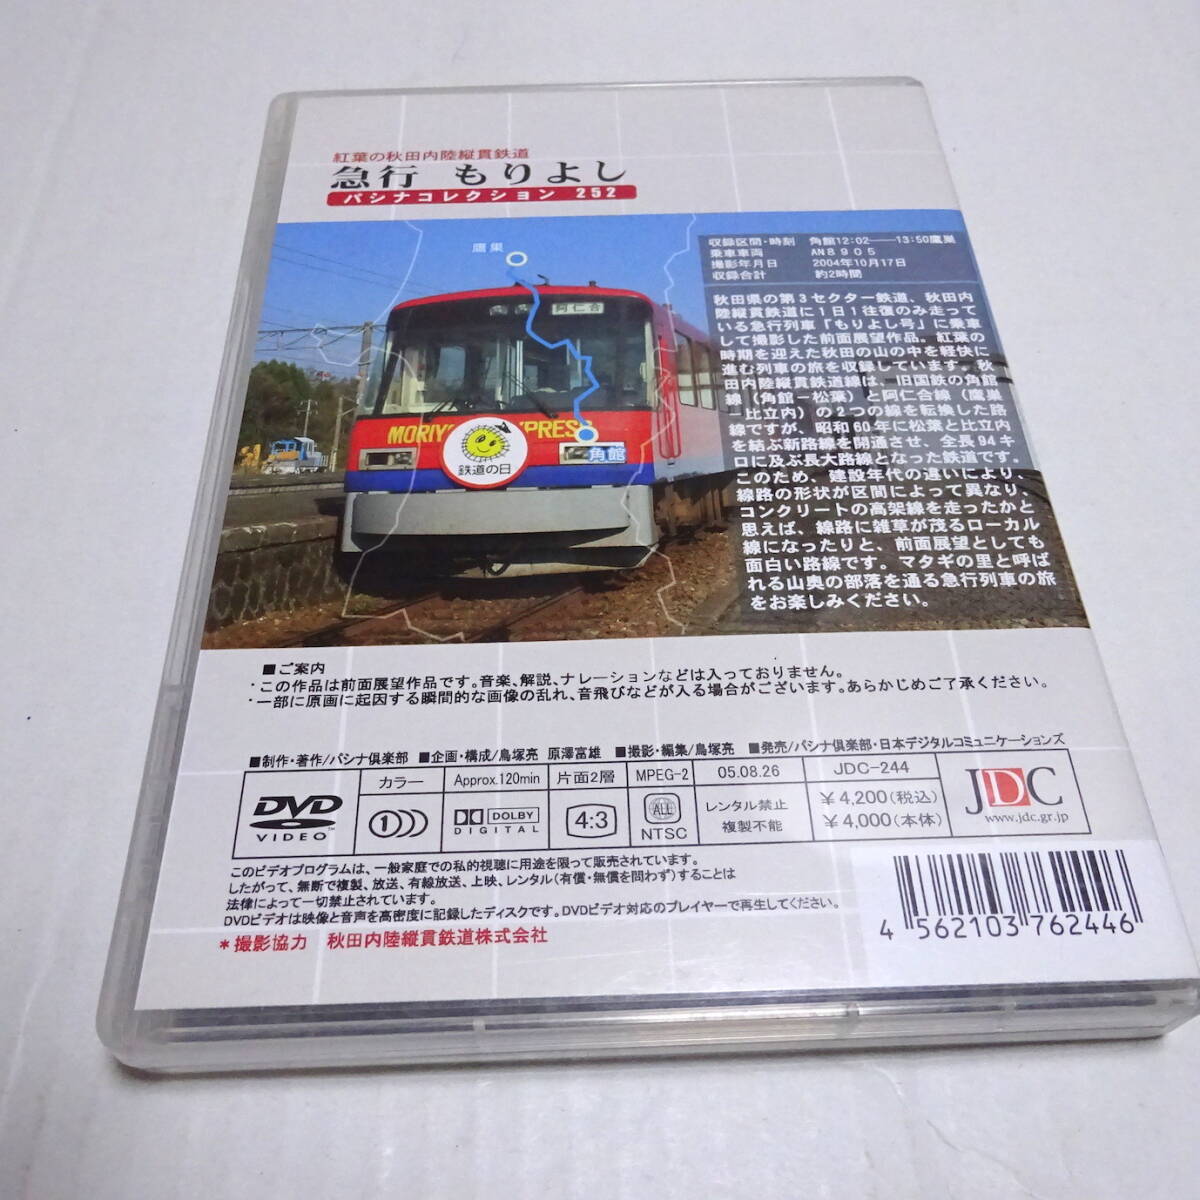 紅葉の秋田内陸縦貫鉄道
急行 もりよし
パシナコレクション 252
鷹巣
阿仁合
MORIY
PRESS
鉄道の日
角館
収録区間・時刻 角館12:02――13:50鷹巣
乗車車両 AN8905
撮影年月日 2004年10月17日
収録合計 約2時間
秋田県の第3セクター鉄道、秋田内
陸縦貫鉄道に1日1往復のみ走って
いる急行列車「もりよし号」に乗車
して撮影した前面展望作品。紅葉の
時期を迎えた秋田の山の中を軽快に
進む列車の旅を収録しています。秋
田内陸縦貫鉄道線は、旧国鉄の角館
線（角館－松葉）と阿仁合線（鷹巣
－比立内）の2つの線を転換した路
線ですが、昭和60年に松葉と比立内
を結ぶ新路線を開通させ、全長94キ
ロに及ぶ長大路線となった鉄道です。
このため、建設年代の違いにより、
線路の形状が区間によって異なり、
コンクリートの高架線を走ったかと
思えば、線路に雑草が茂るローカル
線になったりと、前面展望としても
面白い路線です。マタギの里と呼ば
れる山奥の部落を通る急行列車の旅
をお楽しみください。
■ご案内
・この作品は前面展望作品です。音楽、解説、ナレーションなどは入っておりません。
・一部に原画に起因する瞬間的な画像の乱れ、音飛びなどが入る場合がございます。あらかじめご了承ください。
■制作・著作/パシナ倶楽部 ■企画・構成/鳥塚亮 原澤富雄 ■撮影・編集/鳥塚亮 ■発売/パシナ倶楽部・日本デジタルコミュニケーションズ
DVD VIDEO
カラー Approx.120min 片面2層 MPEG-2 05.08.26 JDC-244
1 DOLBY DIGITAL 4:3 ALL NTSC
レンタル禁止
複製不能
￥4,200(税込)
￥4,000(本体)
JDC
www.jdc.gr.jp
このビデオプログラムは、一般家庭での私的視聴に用途を限って販売されています。
したがって、無断で複製、放送、有線放送、上映、レンタル(有償・無償を問わず)することは
法律によって一切禁止されています。
DVDビデオは映像と音声を高密度に記録したディスクです。DVDビデオ対応のプレイヤーで再生してください。
＊撮影協力 秋田内陸縦貫鉄道株式会社
4 562103 762446